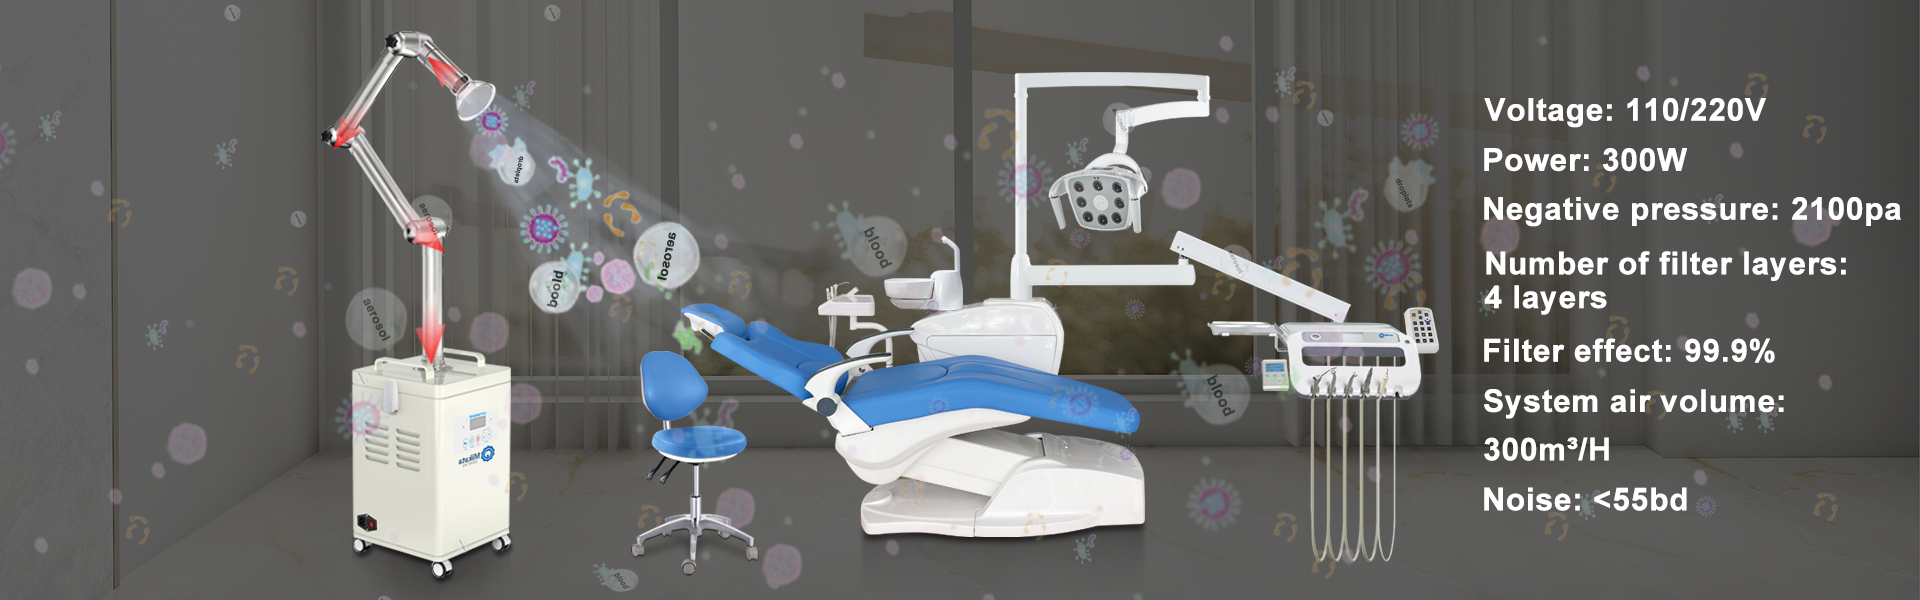 Voltage: 110/220V
Power: 300W
Negative pressure: 2100pa
Number of filter layers:
4 layers
Filter effect: 99.9%
System air volume:
300m³/H
Noise: <55bd
aerosol
aerosol
droplets
blood
aerosol
blood
droplets
aerosol
blood
blood